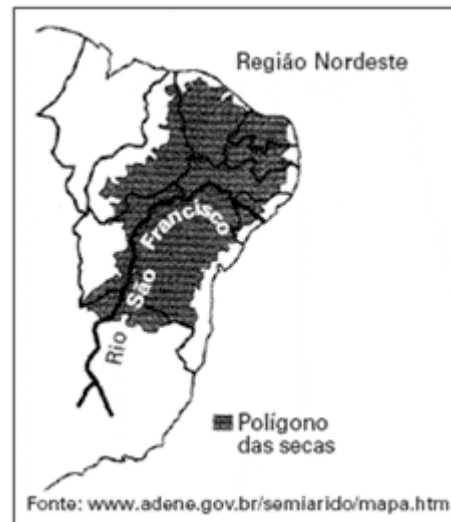 Região Nordeste
Rio São Francisco
Polígono
das secas
Fonte: www.adene.gov.br/semiarido/mapa.htm